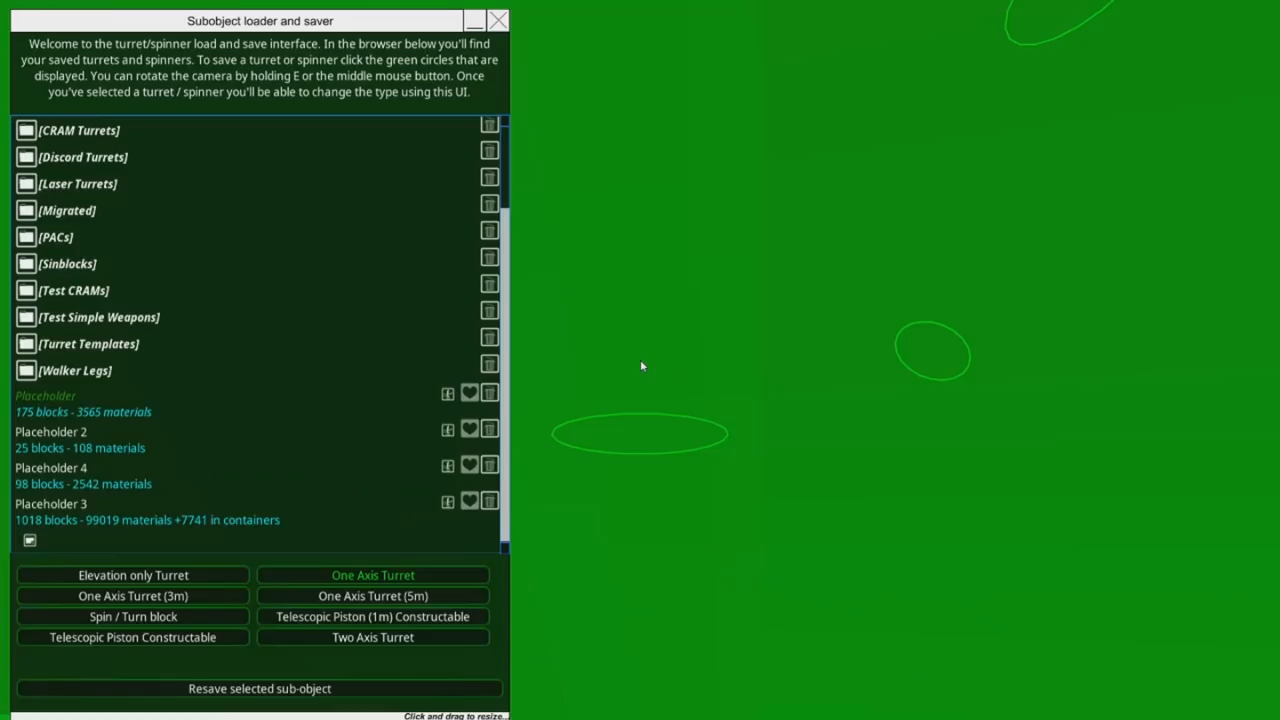 Subobject loader and saver
Welcome to the turret/spinner load and save interface. In the browser below you'll find
your saved turrets and spinners. To save a turret or spinner click the green circles that are
displayed. You can rotate the camera by holding E or the middle mouse button. Once
you've selected a turret / spinner you'll be able to change the type using this UI.
[CRAM Turrets]
[Discord Turrets]
[Laser Turrets]
[Migrated]
[PACs]
[Sinblocks]
[Test CRAMs]
[Test Simple Weapons]
[Turret Templates]
[Walker Legs]
Placeholder
175 blocks - 3565 materials
Placeholder 2
25 blocks - 108 materials
Placeholder 4
98 blocks - 2542 materials
Placeholder 3
1018 blocks - 99019 materials +7741 in containers
Elevation only Turret
One Axis Turret
One Axis Turret (3m)
One Axis Turret (5m)
Spin / Turn block
Telescopic Piston (1m) Constructable
Telescopic Piston Constructable
Two Axis Turret
Resave selected sub-object
Click and drag to resize...